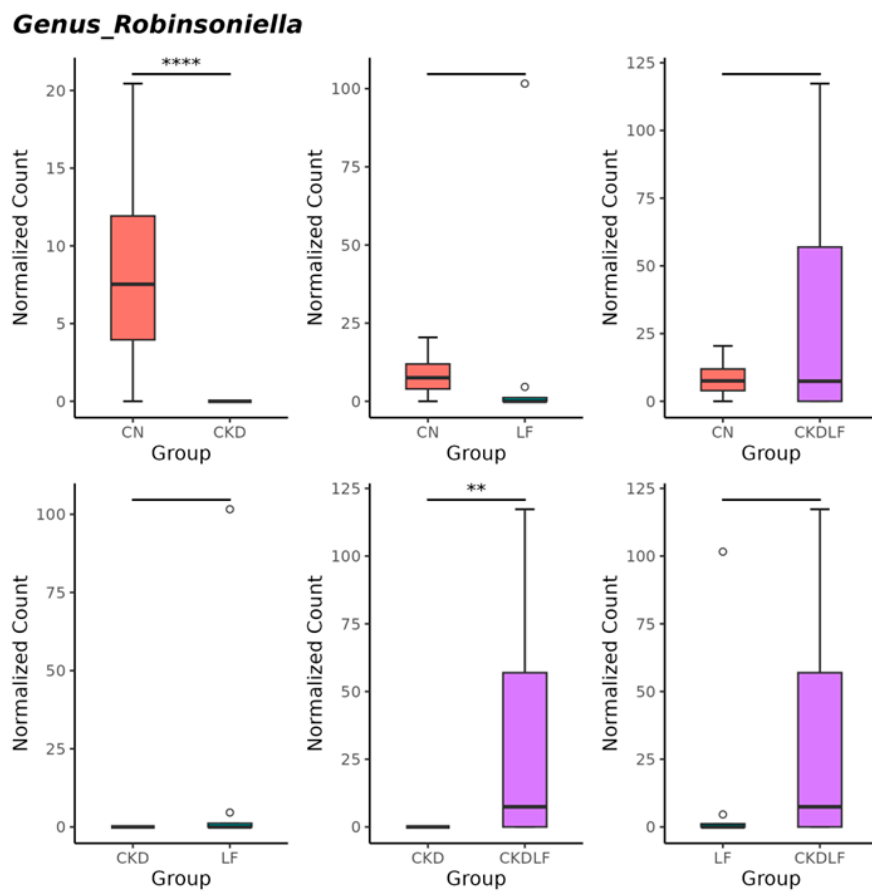 Genus_Robinsoniella
****
Normalized Count
20
15
10
5
0
CN
CKD
Group
Normalized Count
100
75
50
25
0
CN
LF
Group
Normalized Count
125
100
75
50
25
0
CN
CKDLF
Group
Normalized Count
100
75
50
25
0
CKD
LF
Group
**
Normalized Count
125
100
75
50
25
0
CKD
CKDLF
Group
Normalized Count
125
100
75
50
25
0
LF
CKDLF
Group